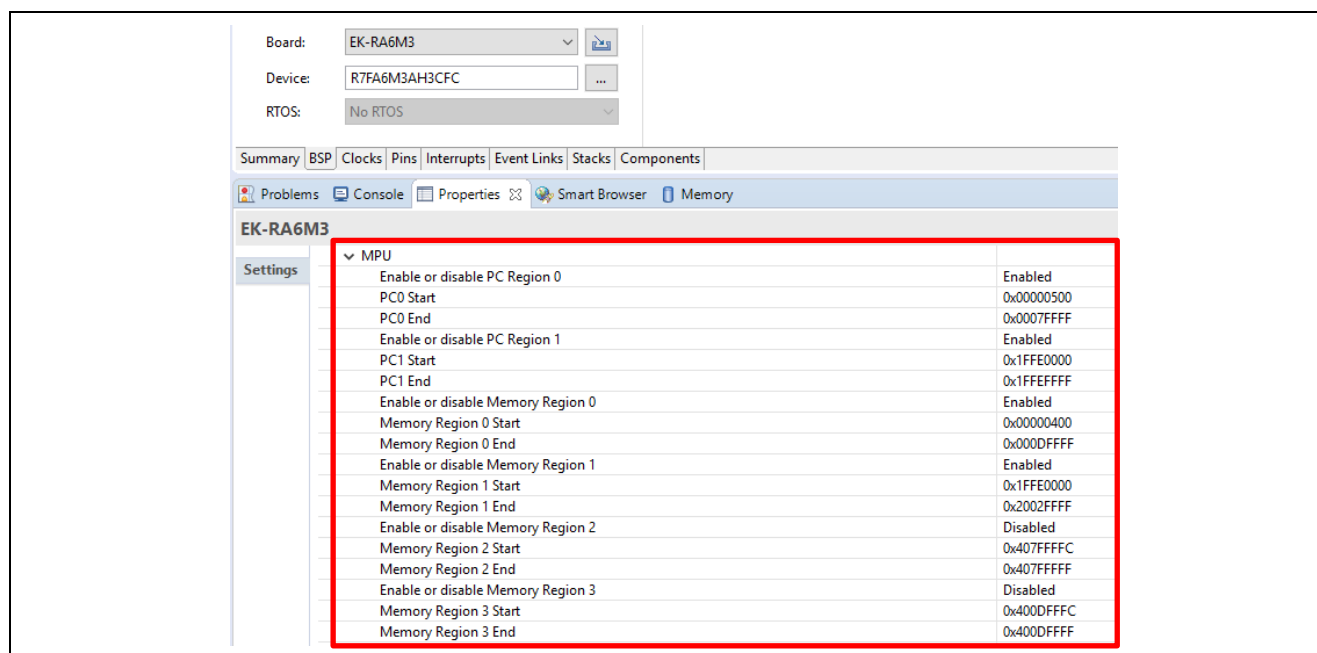 Board: EK-RA6M3
Device: R7FA6M3AH3CFC ...
RTOS: No RTOS
Summary BSP Clocks Pins Interrupts Event Links Stacks Components
Problems Console Properties Smart Browser Memory
EK-RA6M3
Settings
MPU
Enable or disable PC Region 0 Enabled
PC0 Start 0x00000500
PC0 End 0x0007FFFF
Enable or disable PC Region 1 Enabled
PC1 Start 0x1FFE0000
PC1 End 0x1FFEFFFF
Enable or disable Memory Region 0 Enabled
Memory Region 0 Start 0x00000400
Memory Region 0 End 0x000DFFFF
Enable or disable Memory Region 1 Enabled
Memory Region 1 Start 0x1FFE0000
Memory Region 1 End 0x2002FFFF
Enable or disable Memory Region 2 Disabled
Memory Region 2 Start 0x407FFFFC
Memory Region 2 End 0x407FFFFF
Enable or disable Memory Region 3 Disabled
Memory Region 3 Start 0x400DFFFC
Memory Region 3 End 0x400DFFFF